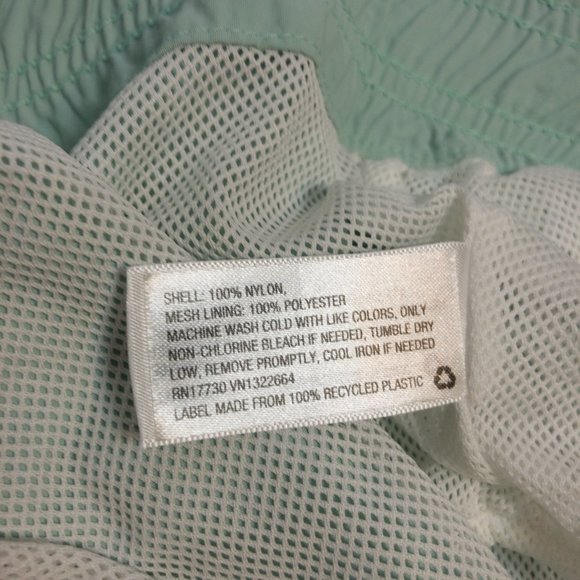 SHELL: 100% NYLON,
MESH LINING: 100% POLYESTER
MACHINE WASH COLD WITH LIKE COLORS, ONLY
NON-CHLORINE BLEACH IF NEEDED, TUMBLE DRY
LOW, REMOVE PROMPTLY, COOL IRON IF NEEDED
RN17730 VN1322664
LABEL MADE FROM 100% RECYCLED PLASTIC